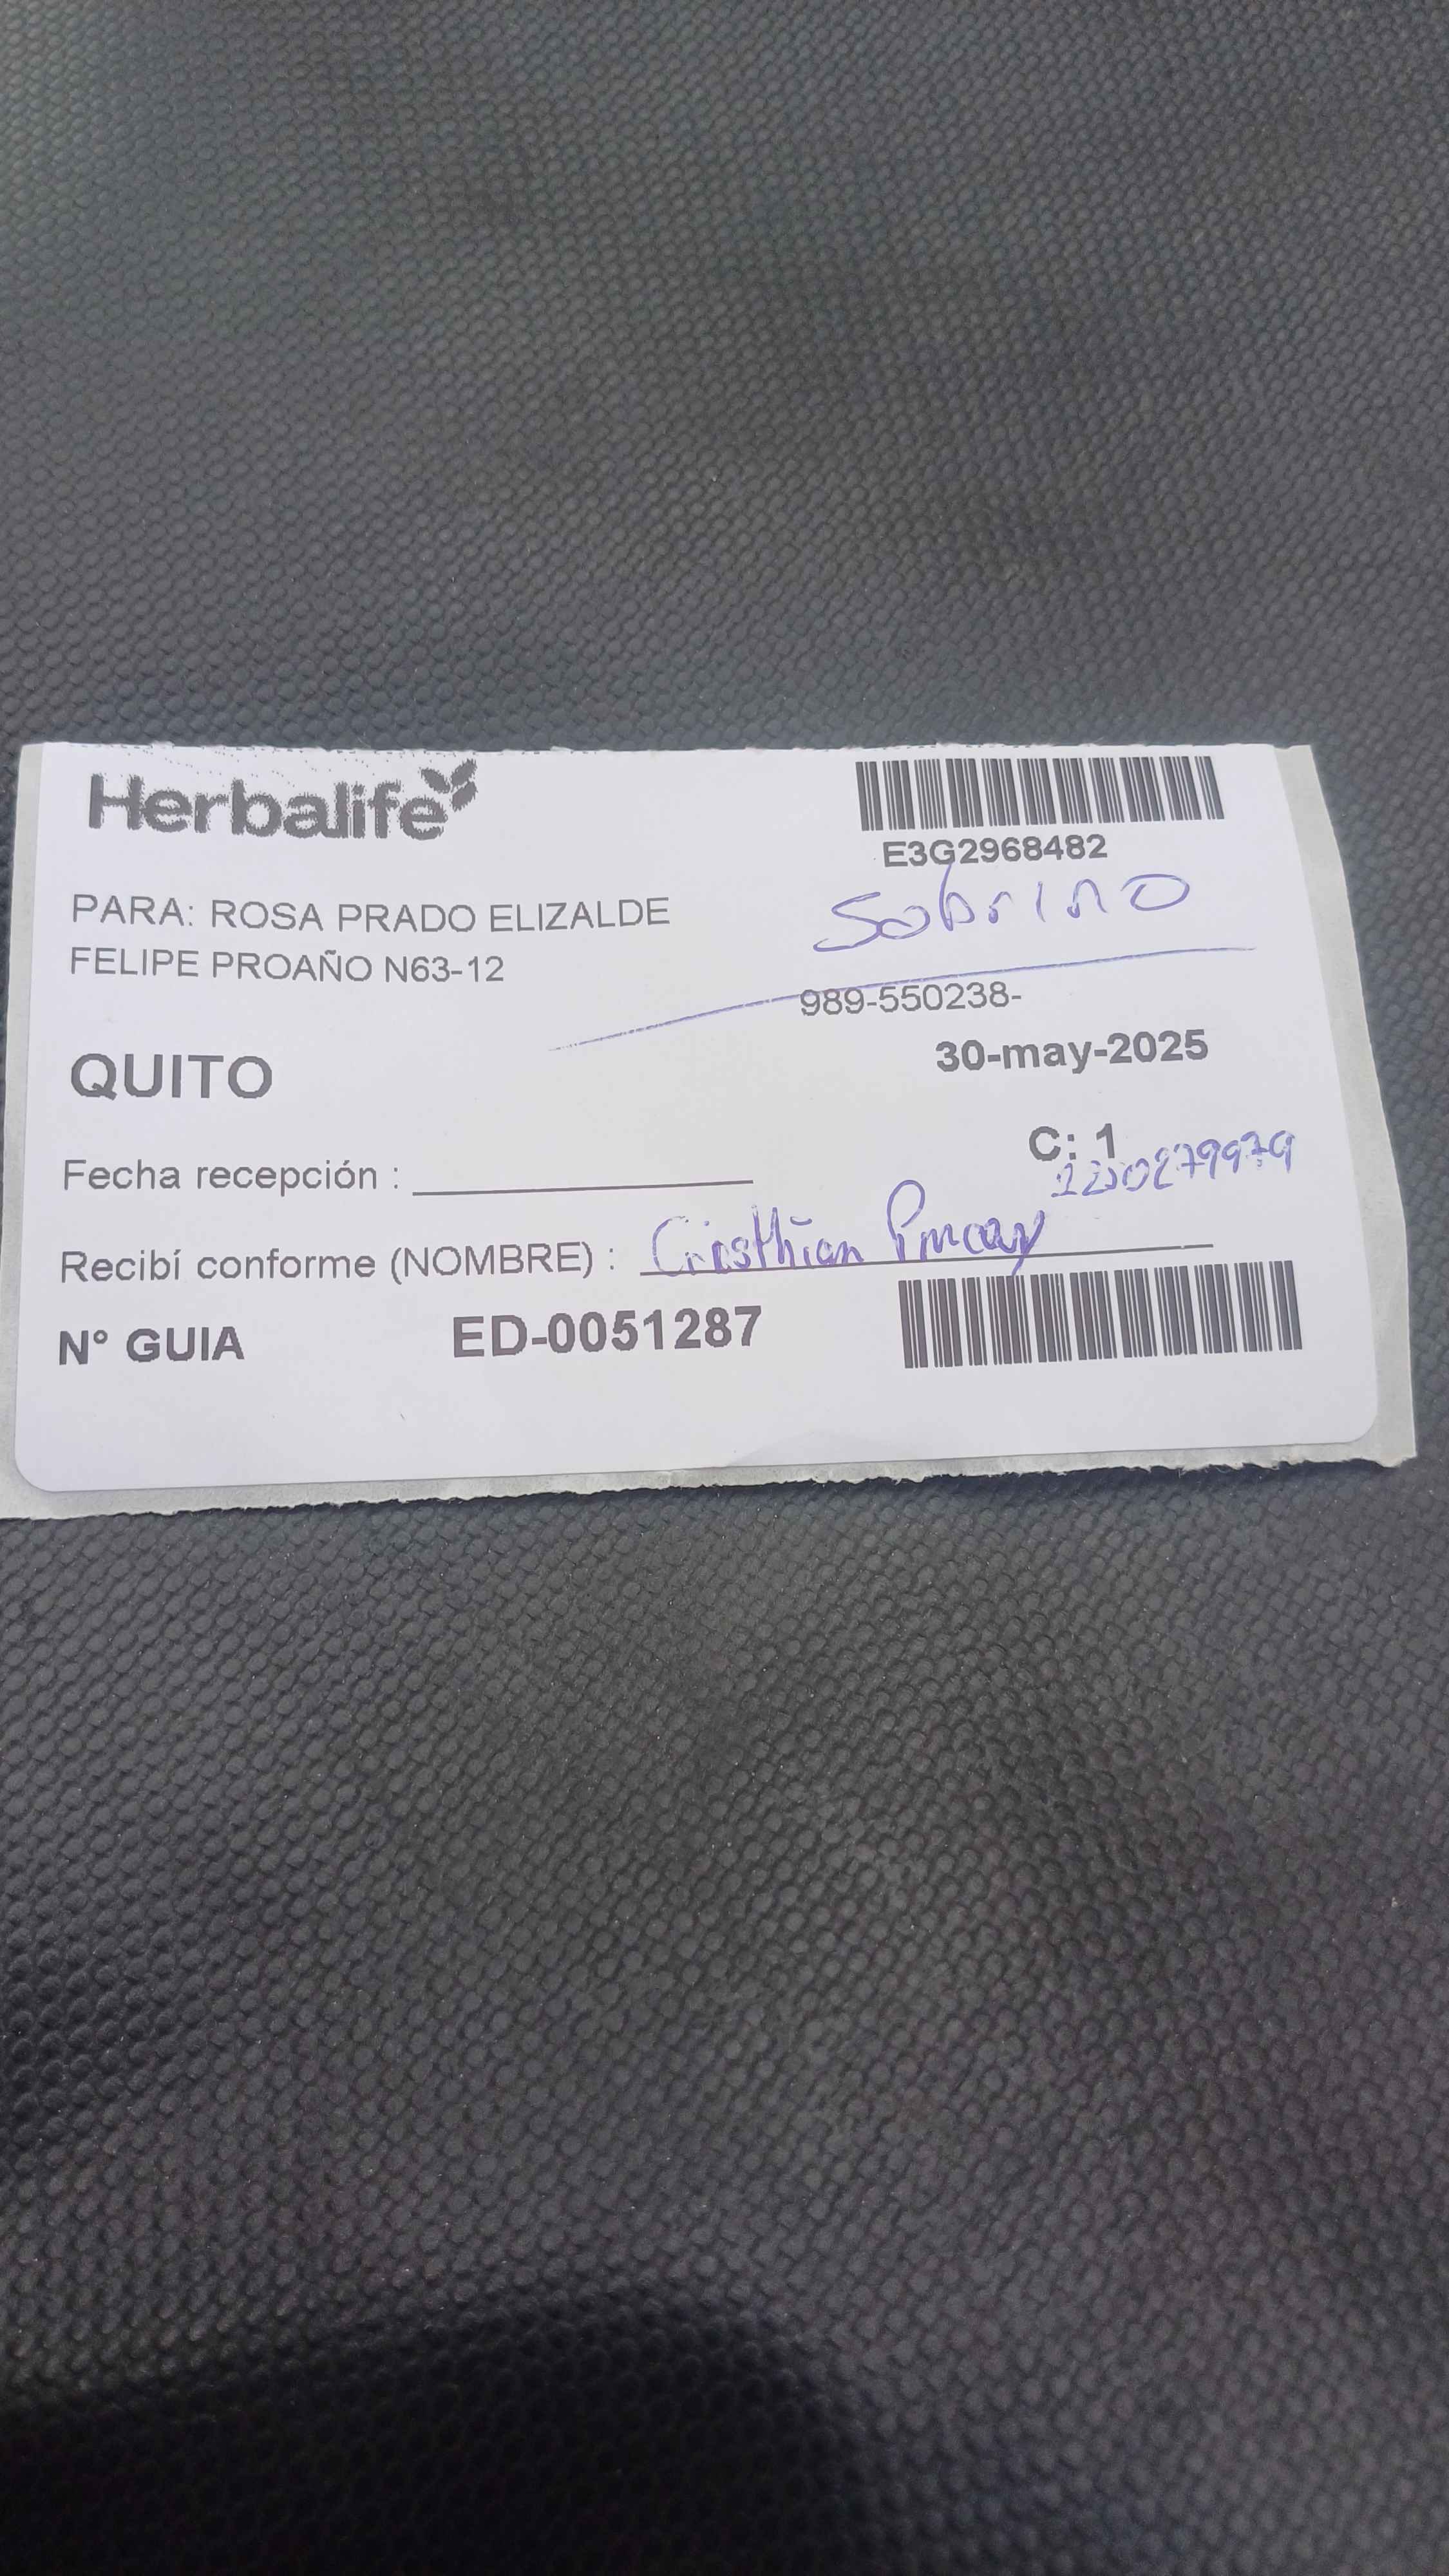 Herbalife
E3G2968482
Sobrino
PARA: ROSA PRADO ELIZALDE
FELIPE PROAÑO N63-12
989-550238-
QUITO
30-may-2025
C: 1
Fecha recepción :
Recibí conforme (NOMBRE) : Cristhian
N° GUIA ED-0051287